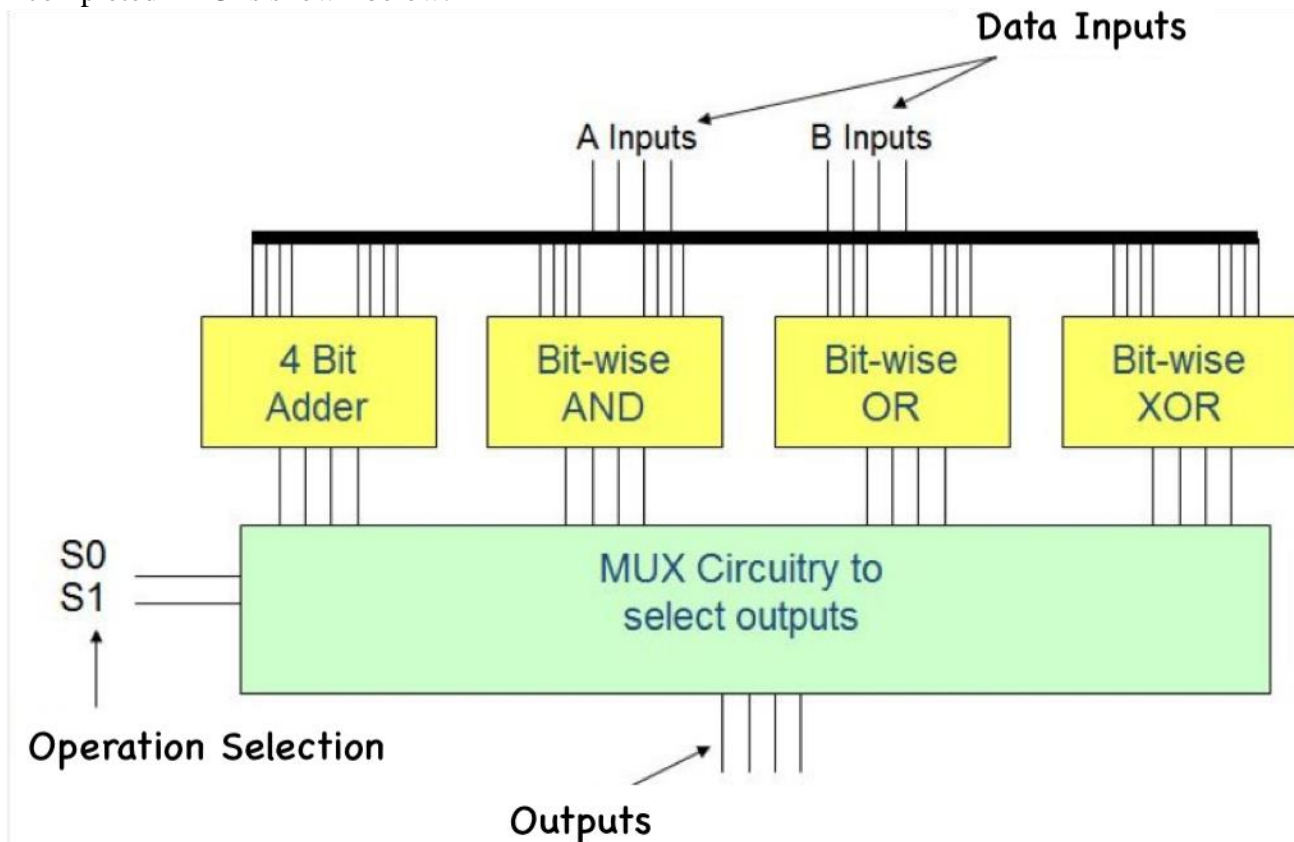 Data Inputs
A Inputs
B Inputs
4 Bit
Adder
Bit-wise
AND
Bit-wise
OR
Bit-wise
XOR
S0
S1
MUX Circuitry to
select outputs
Operation Selection
Outputs